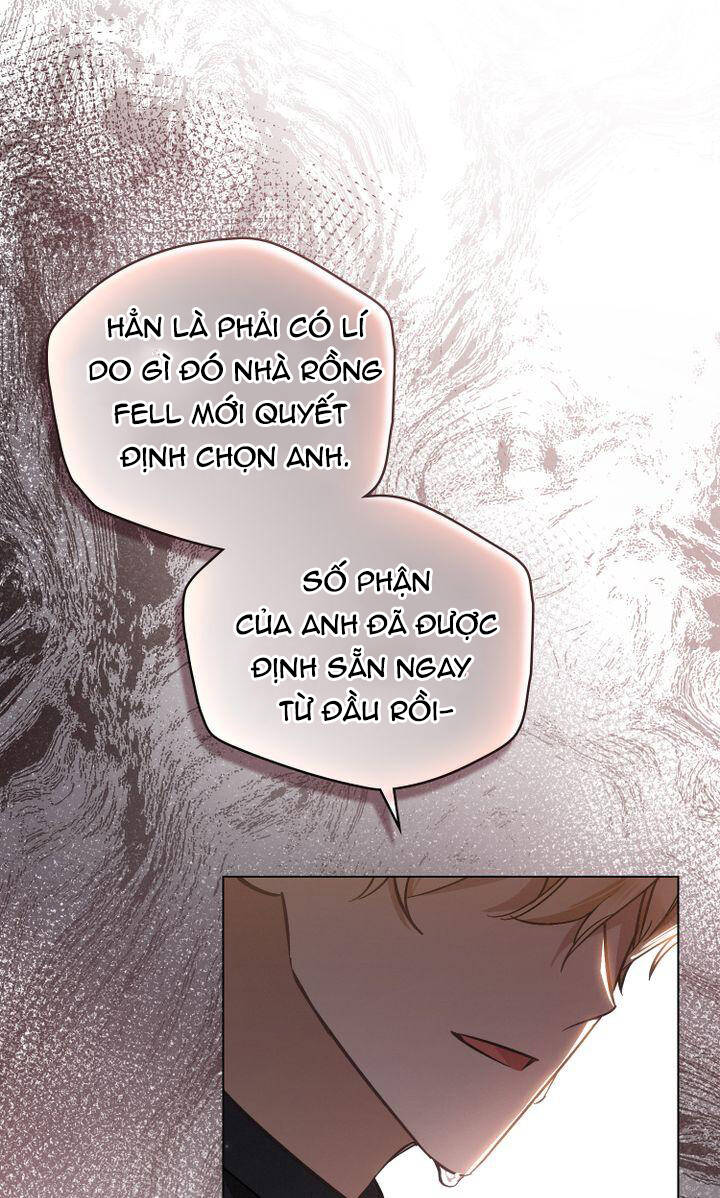 HẲN LÀ PHẢI CÓ LÍ
DO GÌ ĐÓ NHÀ RỒNG
FELL MỚI QUYẾT
ĐỊNH CHỌN ANH.
SỐ PHẬN
CỦA ANH ĐÃ ĐƯỢC
ĐỊNH SẴN NGAY
TỪ ĐẦU RỒI-